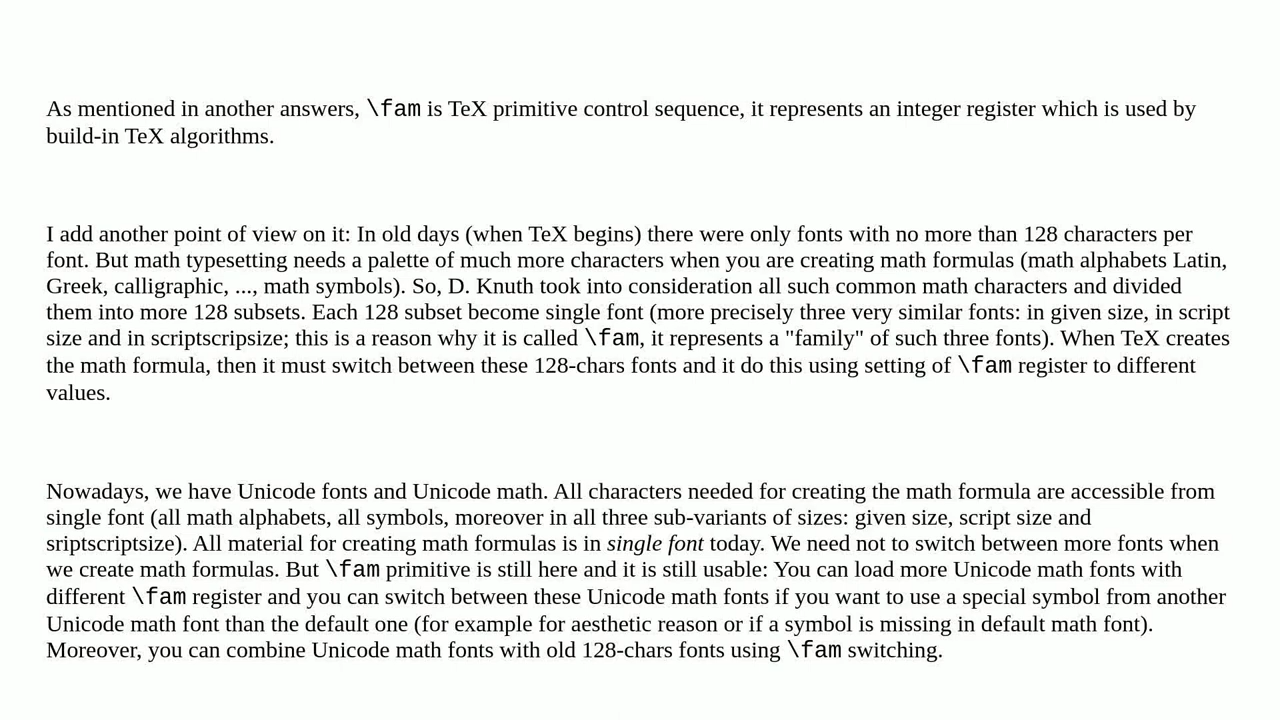 As mentioned in another answers, \fam is TeX primitive control sequence, it represents an integer register which is used by
build-in TeX algorithms.
I add another point of view on it: In old days (when TeX begins) there were only fonts with no more than 128 characters per
font. But math typesetting needs a palette of much more characters when you are creating math formulas (math alphabets Latin,
Greek, calligraphic, ..., math symbols). So, D. Knuth took into consideration all such common math characters and divided
them into more 128 subsets. Each 128 subset become single font (more precisely three very similar fonts: in given size, in script
size and in scriptscripsize; this is a reason why it is called \fam, it represents a "family" of such three fonts). When TeX creates
the math formula, then it must switch between these 128-chars fonts and it do this using setting of \fam register to different
values.
Nowadays, we have Unicode fonts and Unicode math. All characters needed for creating the math formula are accessible from
single font (all math alphabets, all symbols, moreover in all three sub-variants of sizes: given size, script size and
sriptscriptsize). All material for creating math formulas is in single font today. We need not to switch between more fonts when
we create math formulas. But \fam primitive is still here and it is still usable: You can load more Unicode math fonts with
different \fam register and you can switch between these Unicode math fonts if you want to use a special symbol from another
Unicode math font than the default one (for example for aesthetic reason or if a symbol is missing in default math font).
Moreover, you can combine Unicode math fonts with old 128-chars fonts using \fam switching.